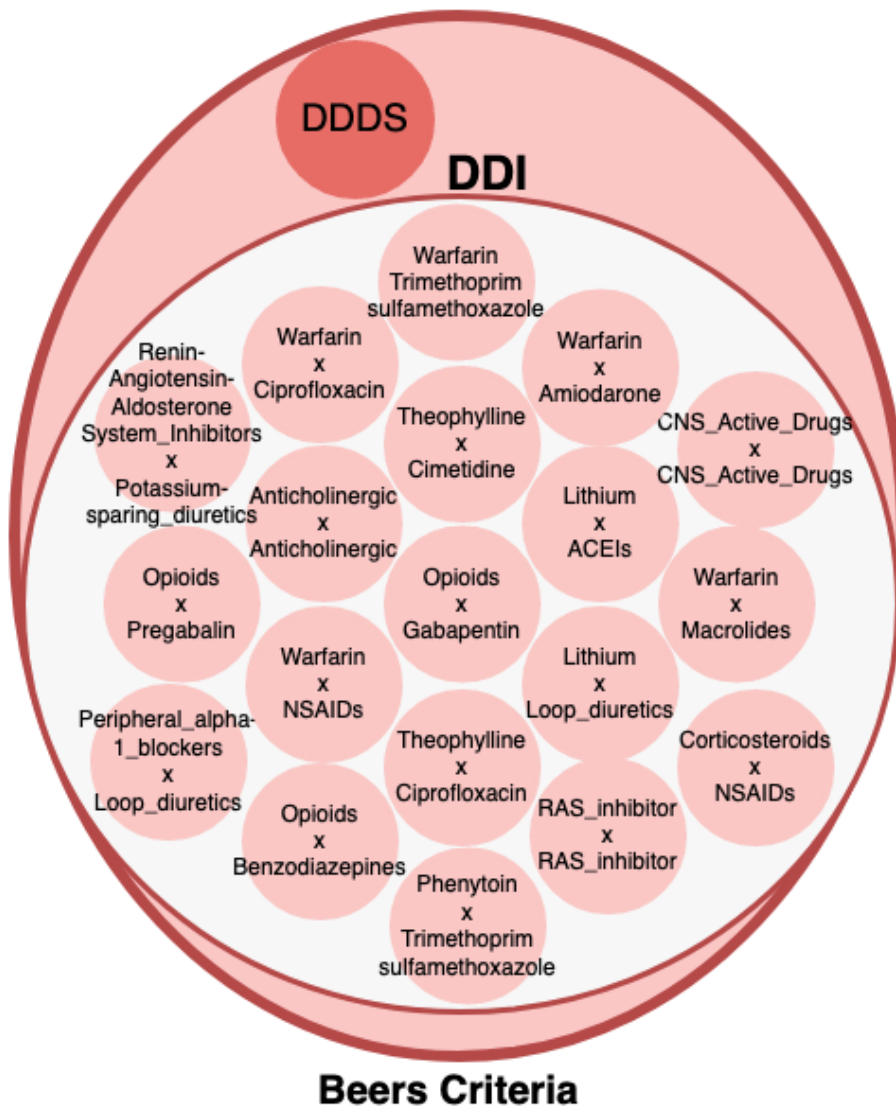 DDDS
DDI
Warfarin
Trimethoprim
sulfamethoxazole
Warfarin
x
Ciprofloxacin
Warfarin
x
Amiodarone
Renin-
Angiotensin-
Aldosterone
System_Inhibitors
x
Potassium-
sparing_diuretics
Theophylline
x
Cimetidine
CNS_Active_Drugs
x
CNS_Active_Drugs
Anticholinergic
x
Anticholinergic
Lithium
x
ACEIs
Opioids
x
Pregabalin
Opioids
x
Gabapentin
Warfarin
x
Macrolides
Warfarin
x
NSAIDs
Lithium
x
Loop_diuretics
Peripheral_alpha-
1_blockers
x
Loop_diuretics
Theophylline
x
Ciprofloxacin
Corticosteroids
x
NSAIDs
Opioids
x
Benzodiazepines
RAS_inhibitor
x
RAS_inhibitor
Phenytoin
x
Trimethoprim
sulfamethoxazole
Beers Criteria